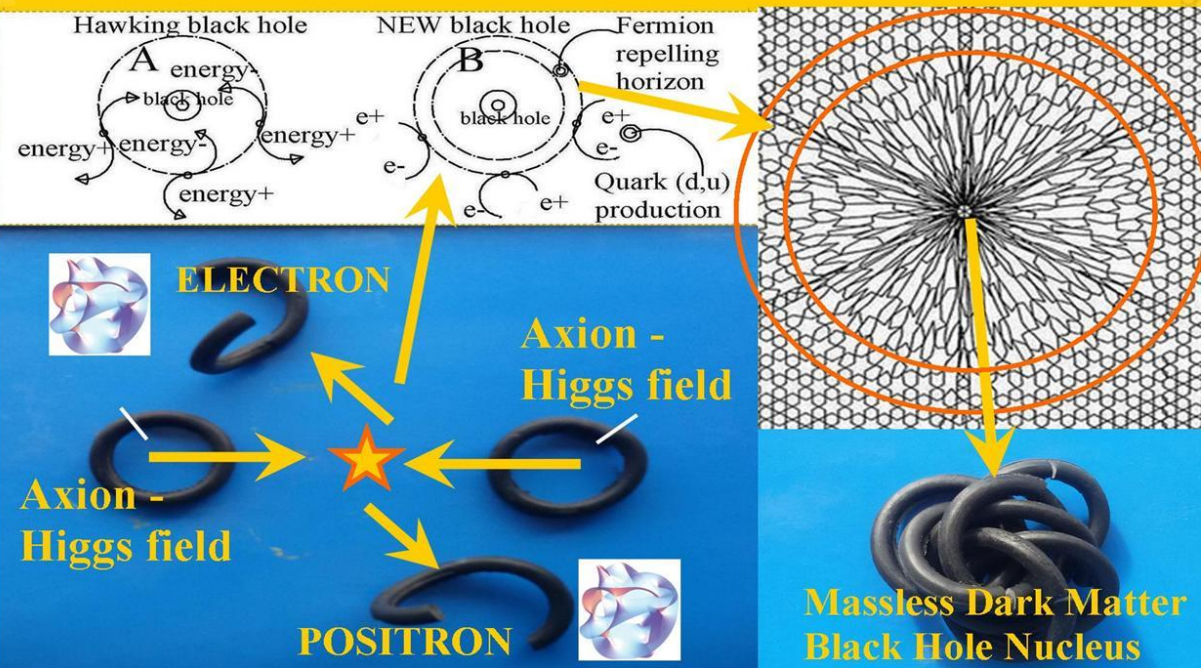 Hawking black hole
A
energy-
black hole
energy+
energy-
energy+
energy+
NEW black hole
B
black hole
e+
e-
e+
e-
e-
e+
Fermion
repelling
horizon
Quark (d,u)
production
ELECTRON
Axion -
Higgs field
Axion -
Higgs field
POSITRON
Massless Dark Matter
Black Hole Nucleus